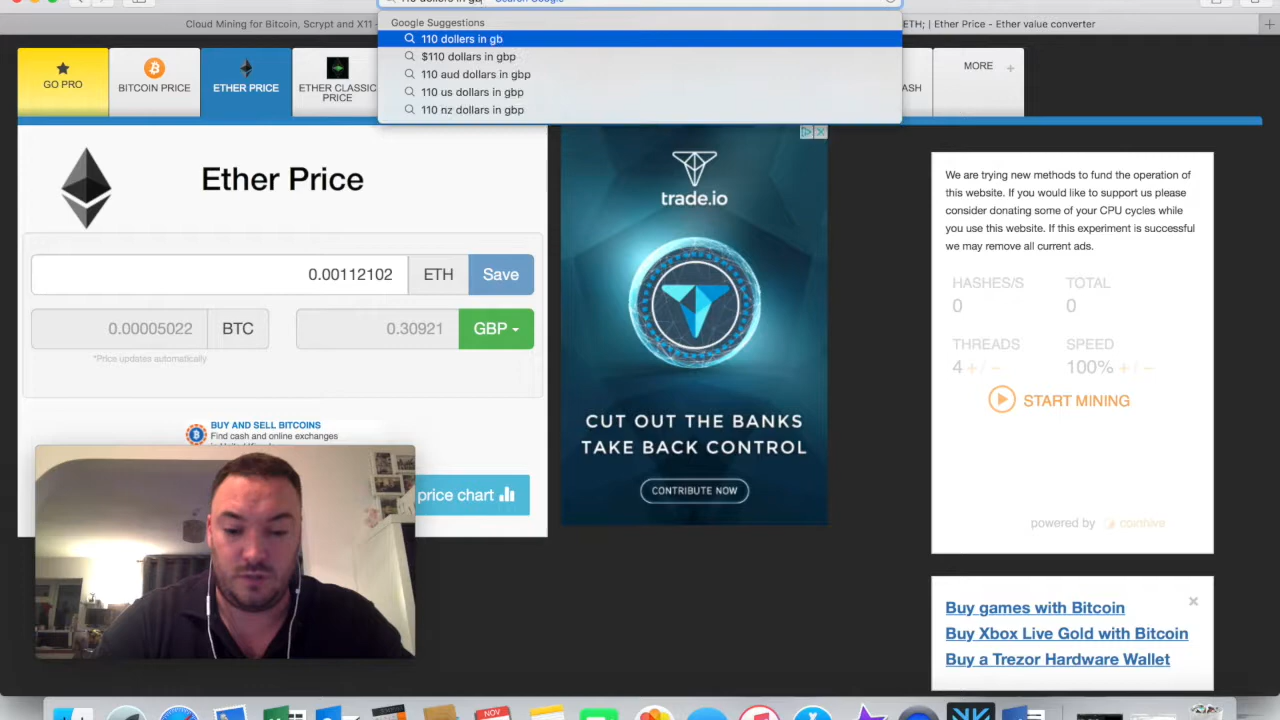 110 dollers in gb
Search Google
Cloud Mining for Bitcoin, Scrypt and X11 -
ETH; | Ether Price - Ether value converter
Google Suggestions
110 dollers in gb
$110 dollars in gbp
110 aud dollars in gbp
110 us dollars in gbp
110 nz dollars in gbp
GO PRO
BITCOIN PRICE
ETHER PRICE
ETHER CLASSIC
PRICE
ASH
MORE +
Ether Price
0.00112102 ETH Save
0.00005022 BTC 0.30921 GBP
*Price updates automatically
BUY AND SELL BITCOINS
Find cash and online exchanges
price chart
trade.io
CUT OUT THE BANKS
TAKE BACK CONTROL
CONTRIBUTE NOW
We are trying new methods to fund the operation of
this website. If you would like to support us please
consider donating some of your CPU cycles while
you use this website. If this experiment is successful
we may remove all current ads.
HASHES/S TOTAL
0 0
THREADS SPEED
4 + / - 100% + / -
START MINING
powered by coinhive
Buy games with Bitcoin
Buy Xbox Live Gold with Bitcoin
Buy a Trezor Hardware Wallet
NOV